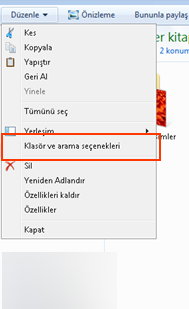 Düzenle Önizleme Bununla paylaş
Kes
Kopyala
Yapıştır
Geri Al
Yinele
Tümünü seç
Yerleşim
Klasör ve arama seçenekleri
Sil
Yeniden Adlandır
Özellikleri kaldır
Özellikler
Kapat
er kitap
2 konum
simler